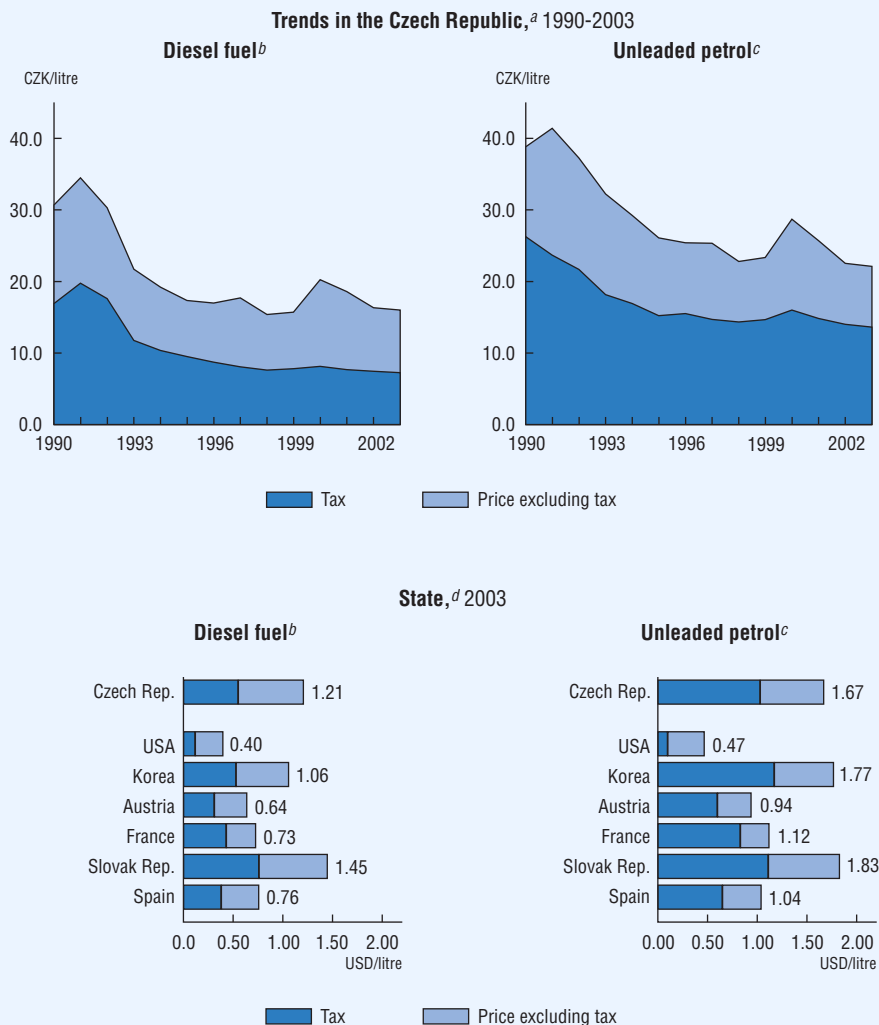 Trends in the Czech Republic,a 1990-2003
Diesel fuelb
CZK/litre
40.0
30.0
20.0
10.0
0.0
1990 1993 1996 1999 2002
Unleaded petrolc
CZK/litre
40.0
30.0
20.0
10.0
0.0
1990 1993 1996 1999 2002
Tax Price excluding tax
State,d 2003
Diesel fuelb
Czech Rep. 1.21
USA 0.40
Korea 1.06
Austria 0.64
France 0.73
Slovak Rep. 1.45
Spain 0.76
0.0 0.50 1.00 1.50 2.00
USD/litre
Unleaded petrolc
Czech Rep. 1.67
USA 0.47
Korea 1.77
Austria 0.94
France 1.12
Slovak Rep. 1.83
Spain 1.04
0.00 0.50 1.00 1.50 2.00
USD/litre
Tax Price excluding tax